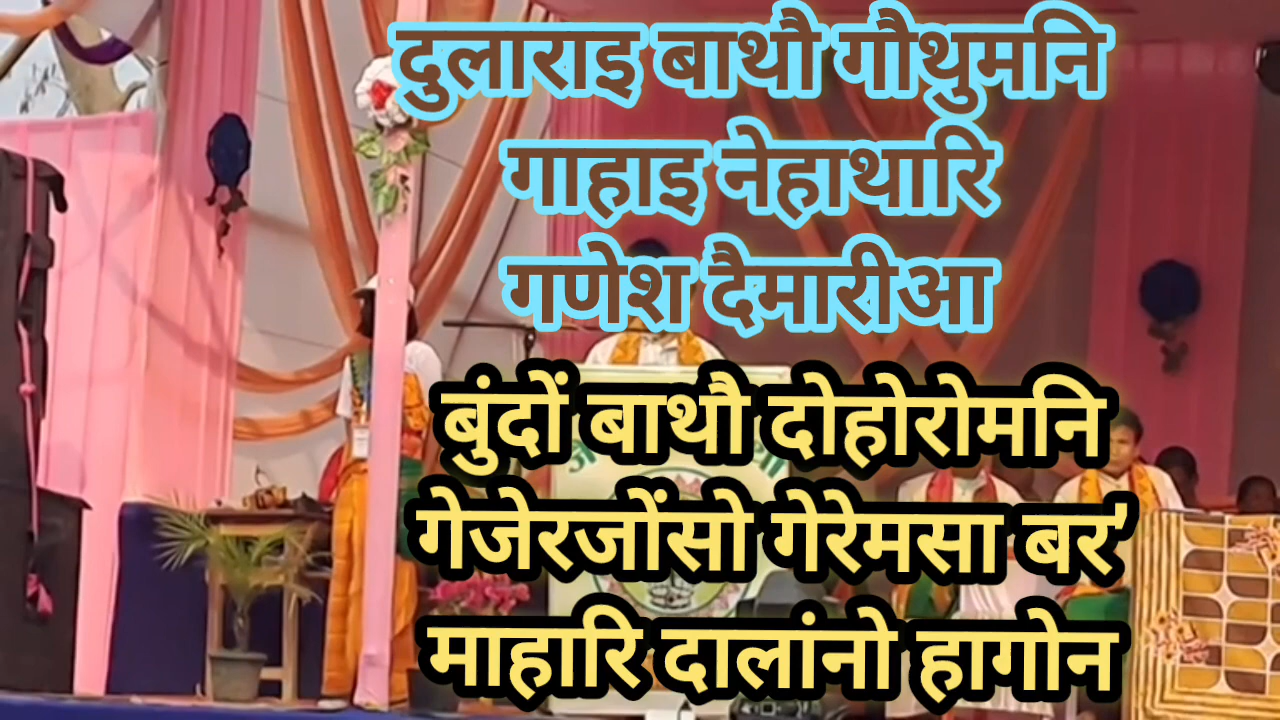 दुलाराइ बाथौ गौथुमनि
गाहाइ नेहाथारि
गणेश दैमारीआ
बुंदों बाथौ दोहोरोमनि
गेजेरजोंसो गेरेमसा बर'
माहारि दालांनो हागोन